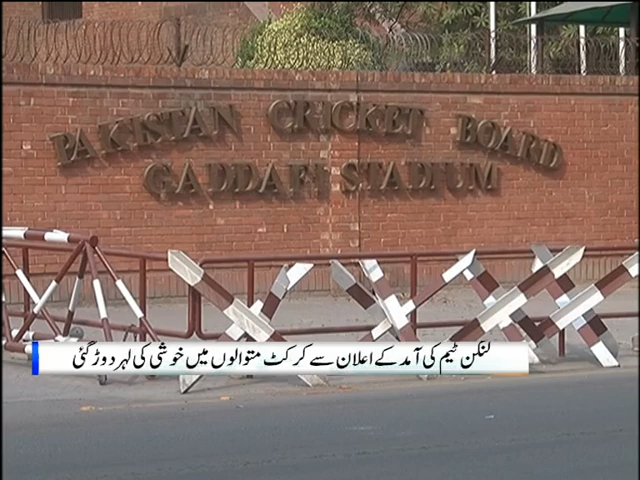 PAKISTAN CRICKET BOARD
GADDAFI STADIUM
لنکن ٹیم کی آمد کے اعلان سے کرکٹ متوالوں میں خوشی کی لہر دوڑ گئی